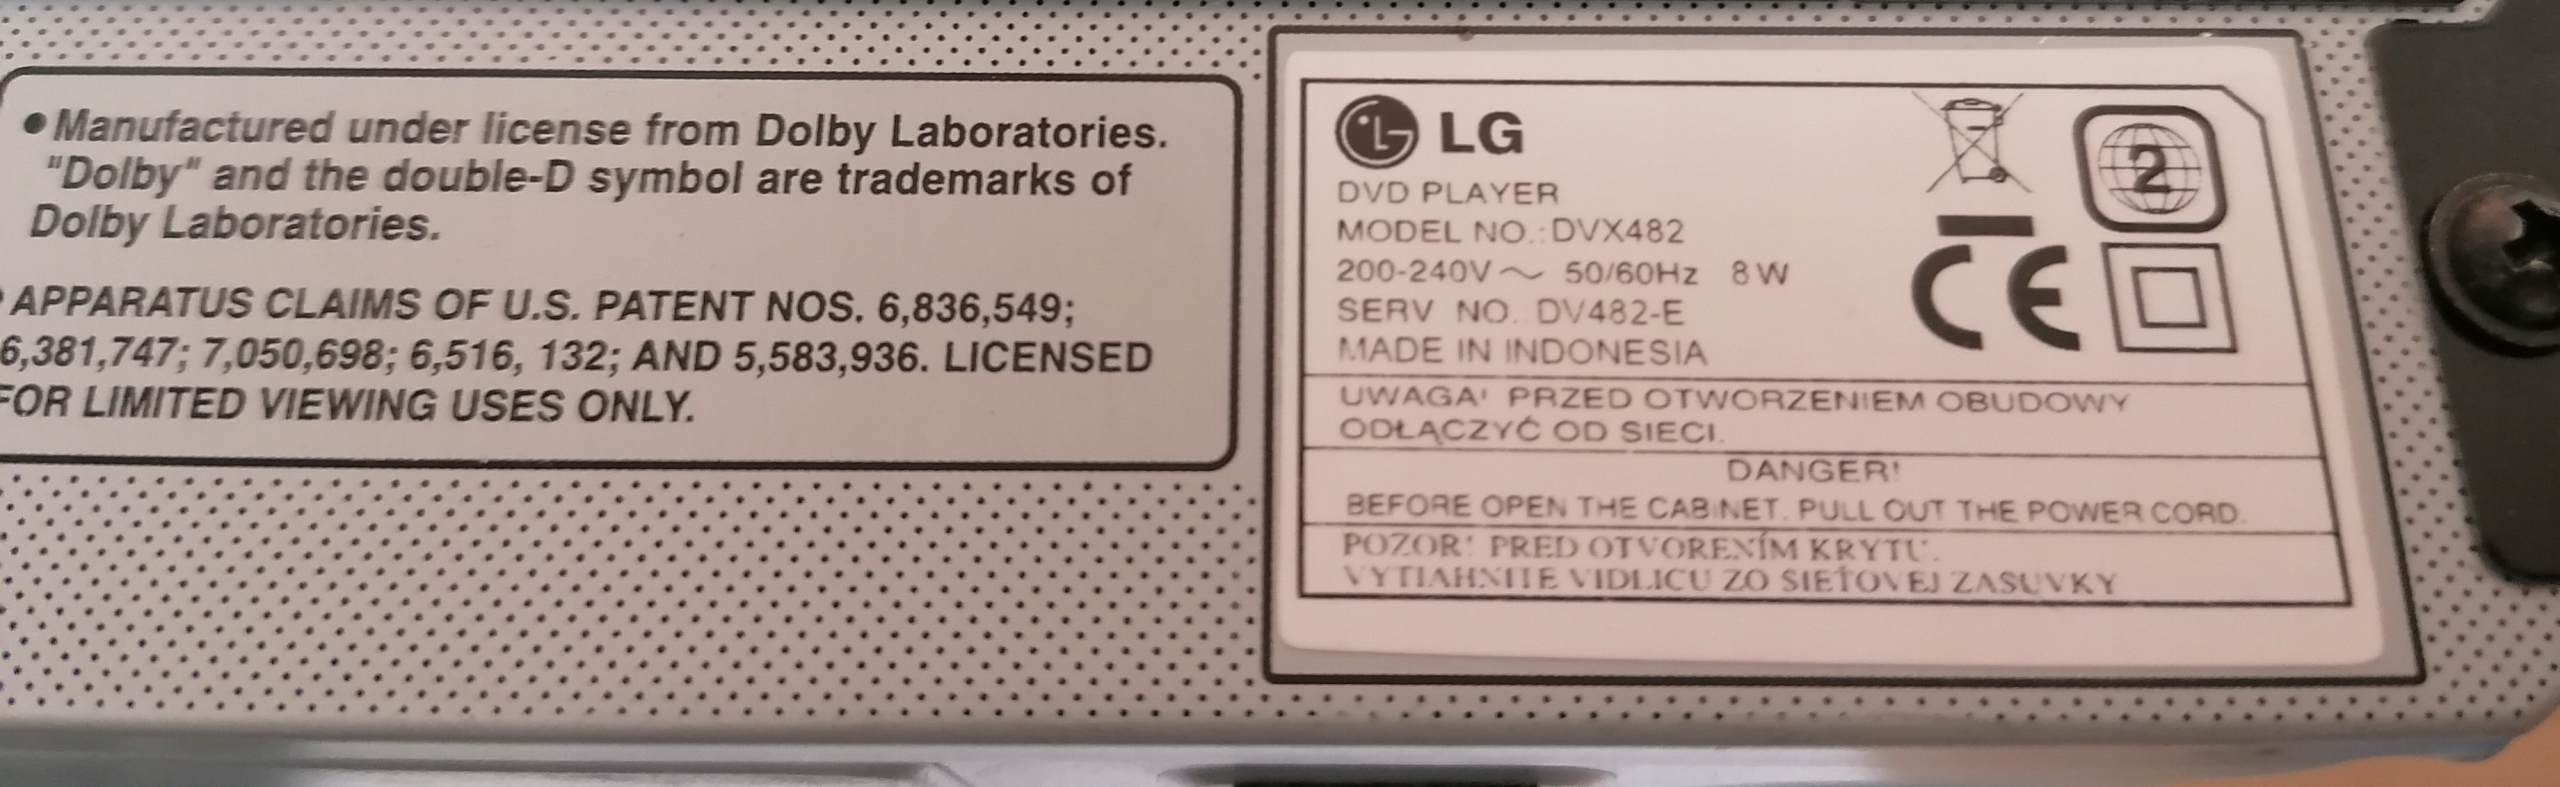 •Manufactured under license from Dolby Laboratories.
"Dolby" and the double-D symbol are trademarks of
Dolby Laboratories.
APPARATUS CLAIMS OF U.S. PATENT NOS. 6,836,549;
6,381,747; 7,050,698; 6,516, 132; AND 5,583,936. LICENSED
FOR LIMITED VIEWING USES ONLY.
LG
DVD PLAYER
MODEL NO.: DVX482
200-240V ~ 50/60Hz 8W
SERV NO. DV482-E
MADE IN INDONESIA
2
CE
UWAGA! PRZED OTWORZENIEM OBUDOWY
ODŁĄCZYĆ OD SIECI.
DANGER!
BEFORE OPEN THE CABINET. PULL OUT THE POWER CORD.
POZOR! PRED OTVORENÍM KRYTU.
VYTIAHNITE VIDLICU ZO SIEŤOVEJ ZASUVKY